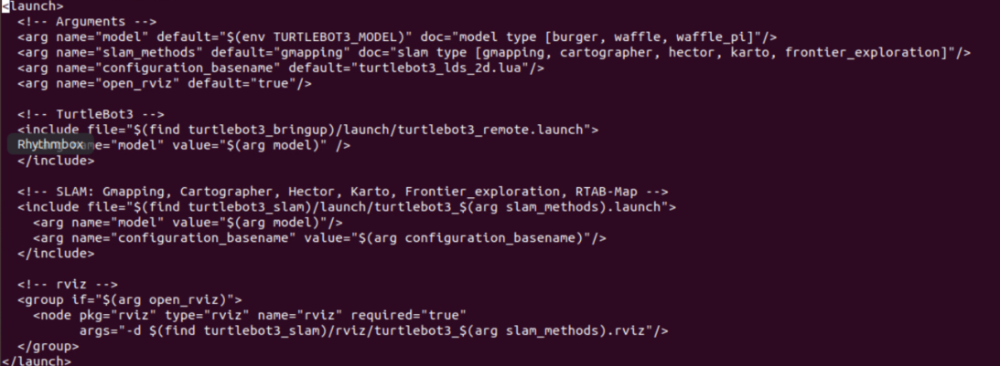 <launch>
  <!-- Arguments -->
  <arg name="model" default="$(env TURTLEBOT3_MODEL)" doc="model type [burger, waffle, waffle_pi]"/>
  <arg name="slam_methods" default="gmapping" doc="slam type [gmapping, cartographer, hector, karto, frontier_exploration]"/>
  <arg name="configuration_basename" default="turtlebot3_lds_2d.lua"/>
  <arg name="open_rviz" default="true"/>

  <!-- TurtleBot3 -->
  <include file="$(find turtlebot3_bringup)/launch/turtlebot3_remote.launch">
Rhythmbox
="model" value="$(arg model)" />
  </include>

  <!-- SLAM: Gmapping, Cartographer, Hector, Karto, Frontier_exploration, RTAB-Map -->
  <include file="$(find turtlebot3_slam)/launch/turtlebot3_$(arg slam_methods).launch">
    <arg name="model" value="$(arg model)"/>
    <arg name="configuration_basename" value="$(arg configuration_basename)"/>
  </include>

  <!-- rviz -->
  <group if="$(arg open_rviz)">
    <node pkg="rviz" type="rviz" name="rviz" required="true"
          args="-d $(find turtlebot3_slam)/rviz/turtlebot3_$(arg slam_methods).rviz"/>
  </group>
</launch>